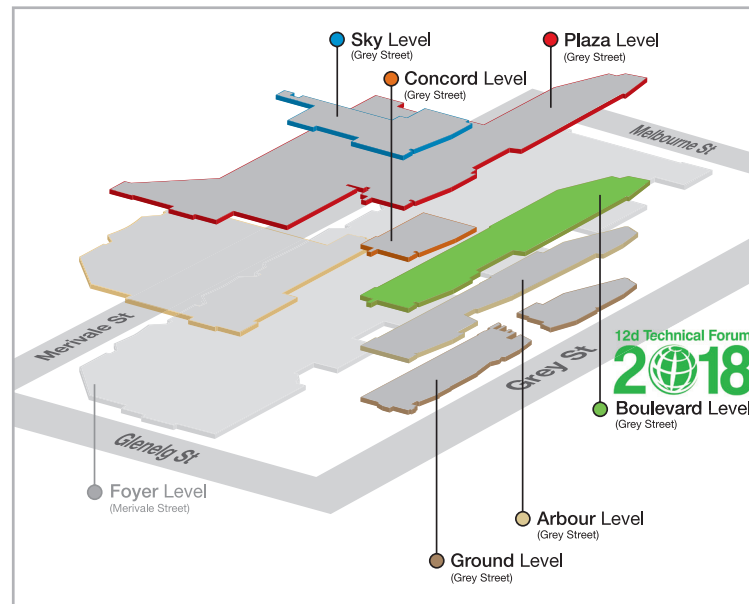 Sky Level
(Grey Street)
Plaza Level
(Grey Street)
Concord Level
(Grey Street)
Melbourne St
Merivale St
12d Technical Forum
2018
Grey St
Boulevard Level
(Grey Street)
Glenelg St
Foyer Level
(Merivale Street)
Arbour Level
(Grey Street)
Ground Level
(Grey Street)